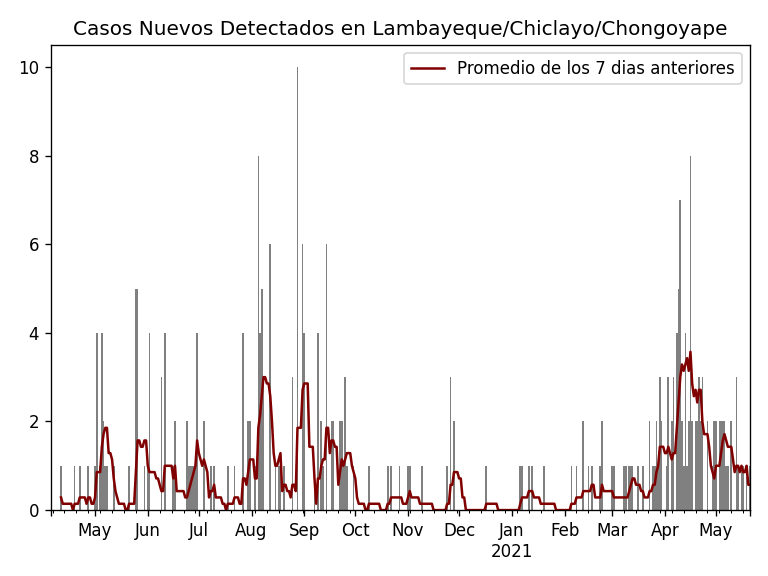 Casos Nuevos Detectados en Lambayeque/Chiclayo/Chongoyape
Promedio de los 7 dias anteriores
10
8
6
4
2
0
May Jun Jul Aug Sep Oct Nov Dec Jan Feb Mar Apr May
2021